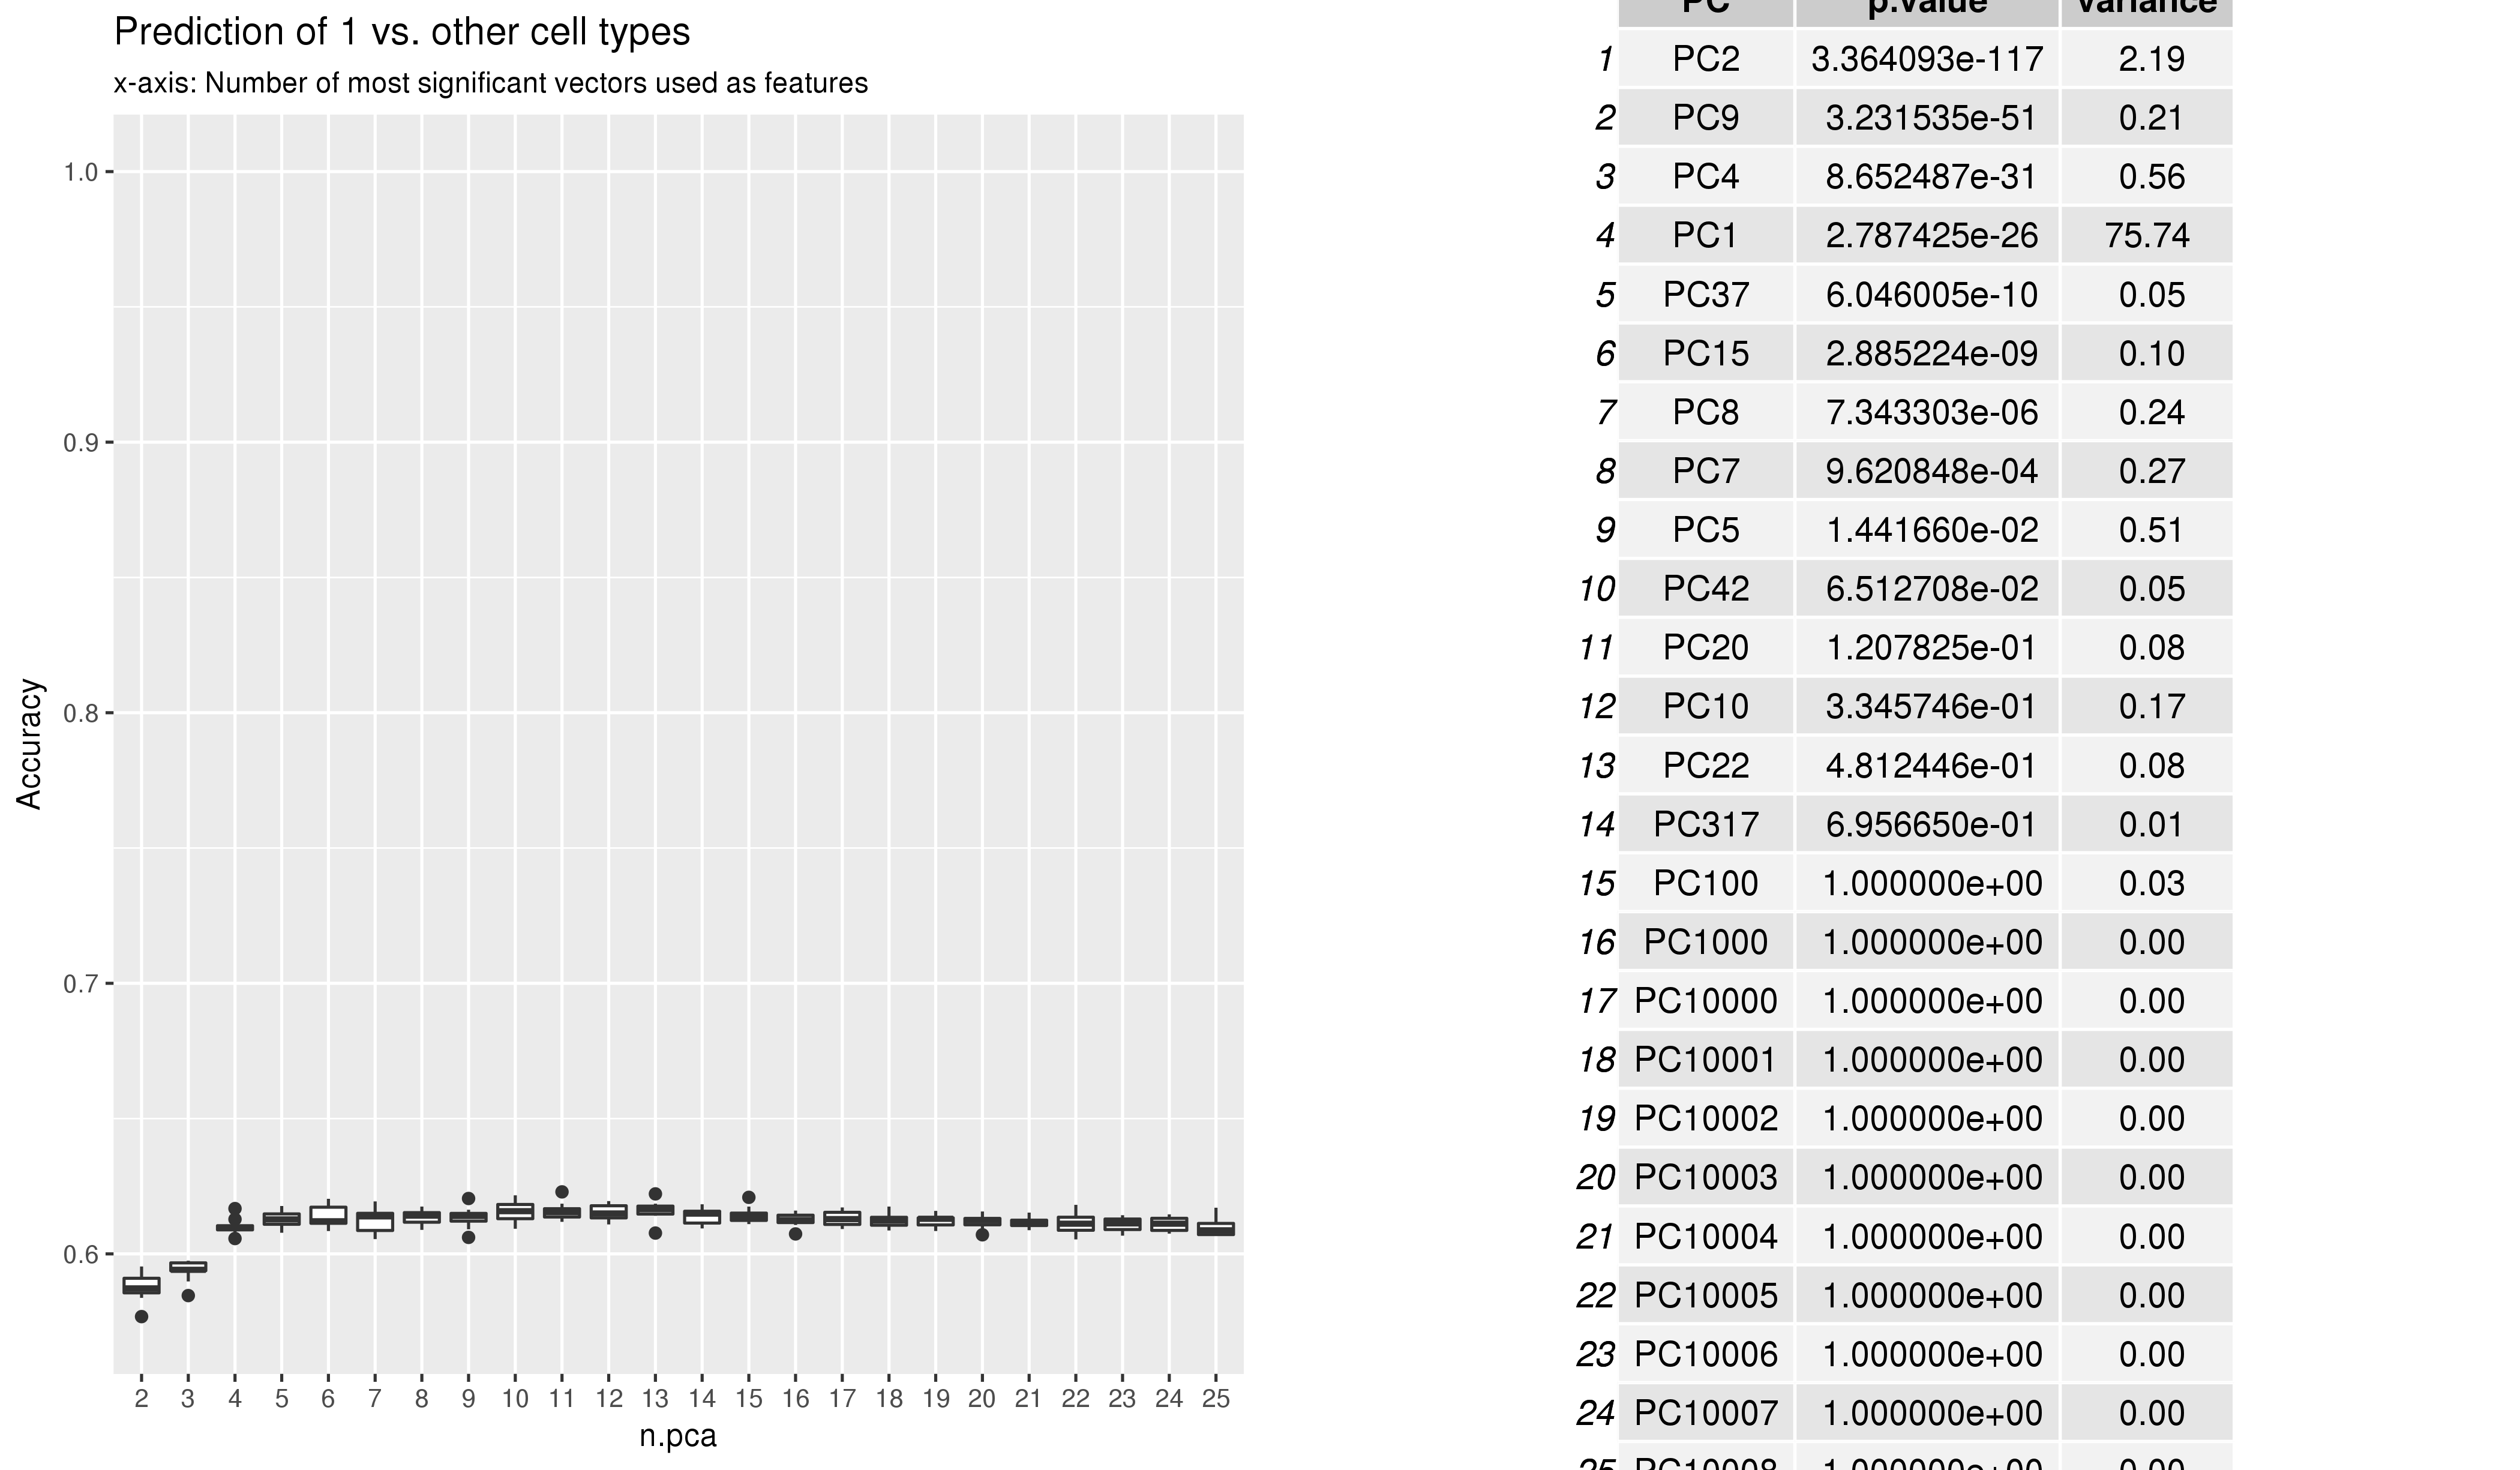 Prediction of 1 vs. other cell types
x-axis: Number of most significant vectors used as features
1.0
0.9
0.8
0.7
0.6
Accuracy
2 3 4 5 6 7 8 9 10 11 12 13 14 15 16 17 18 19 20 21 22 23 24 25
n.pca
PC p.value variance
1 PC2 3.364093e-117 2.19
2 PC9 3.231535e-51 0.21
3 PC4 8.652487e-31 0.56
4 PC1 2.787425e-26 75.74
5 PC37 6.046005e-10 0.05
6 PC15 2.885224e-09 0.10
7 PC8 7.343303e-06 0.24
8 PC7 9.620848e-04 0.27
9 PC5 1.441660e-02 0.51
10 PC42 6.512708e-02 0.05
11 PC20 1.207825e-01 0.08
12 PC10 3.345746e-01 0.17
13 PC22 4.812446e-01 0.08
14 PC317 6.956650e-01 0.01
15 PC100 1.000000e+00 0.03
16 PC1000 1.000000e+00 0.00
17 PC10000 1.000000e+00 0.00
18 PC10001 1.000000e+00 0.00
19 PC10002 1.000000e+00 0.00
20 PC10003 1.000000e+00 0.00
21 PC10004 1.000000e+00 0.00
22 PC10005 1.000000e+00 0.00
23 PC10006 1.000000e+00 0.00
24 PC10007 1.000000e+00 0.00
25 PC10008 1.000000e+00 0.00